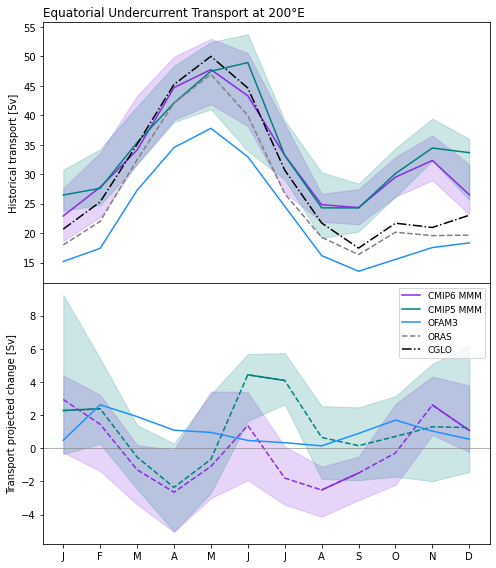 Equatorial Undercurrent Transport at 200°E
Historical transport [Sv]
55
50
45
40
35
30
25
20
15
Transport projected change [Sv]
8
6
4
2
0
−2
−4
CMIP6 MMM
CMIP5 MMM
OFAM3
ORAS
CGLO
J F M A M J J A S O N D